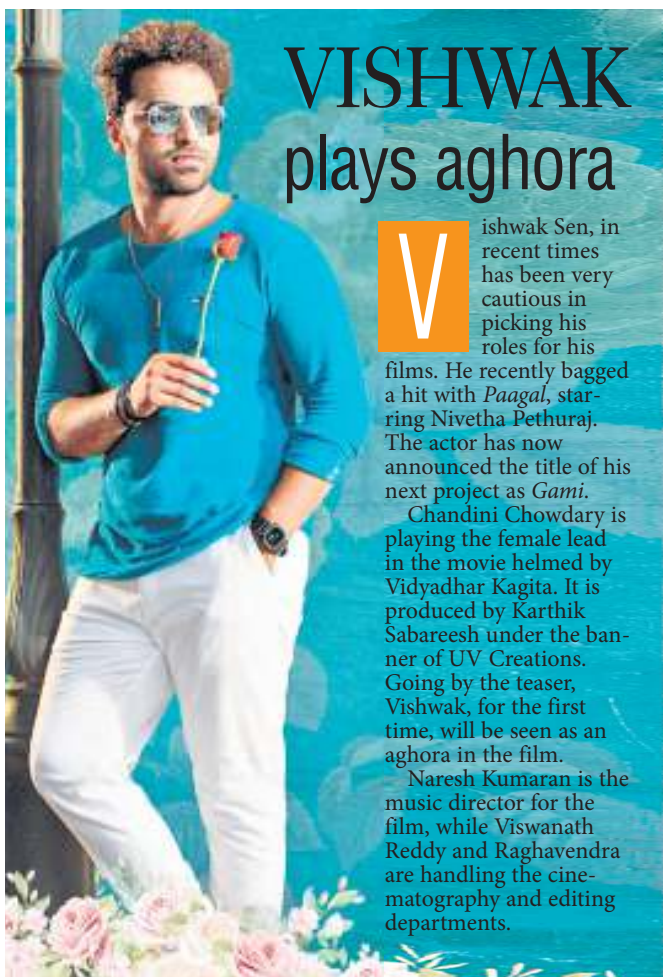 VISHWAK
plays aghora
Vishwak Sen, in
recent times
has been very
cautious in
picking his
roles for his
films. He recently bagged
a hit with Paagal, star-
ring Nivetha Pethuraj.
The actor has now
announced the title of his
next project as Gami.
Chandini Chowdary is
playing the female lead
in the movie helmed by
Vidyadhar Kagita. It is
produced by Karthik
Sabareesh under the ban-
ner of UV Creations.
Going by the teaser,
Vishwak, for the first
time, will be seen as an
aghora in the film.
Naresh Kumaran is the
music director for the
film, while Viswanath
Reddy and Raghavendra
are handling the cine-
matography and editing
departments.